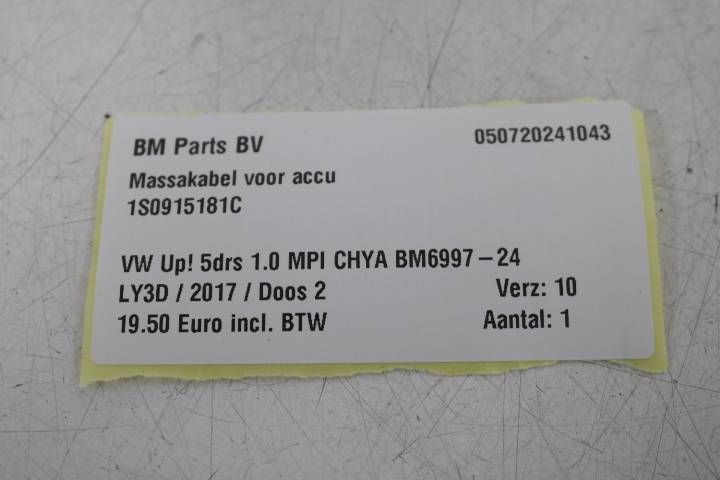 BM Parts BV 050720241043
Massakabel voor accu
1S0915181C
VW Up! 5drs 1.0 MPI CHYA BM6997-24
LY3D / 2017 / Doos 2 Verz: 10
19.50 Euro incl. BTW Aantal: 1